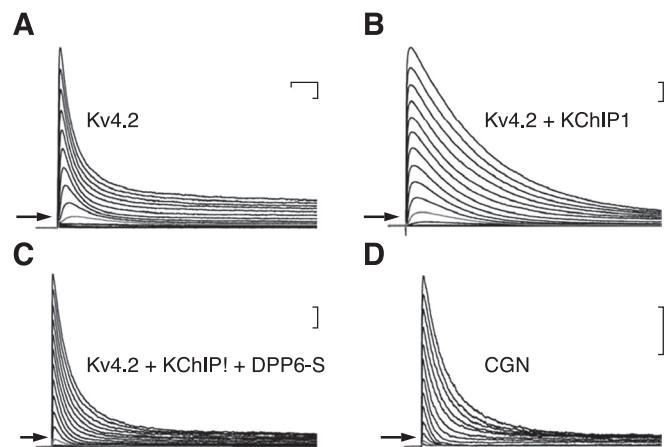 A
B
Kv4.2
Kv4.2 + KChIP1
C
D
Kv4.2 + KChIP! + DPP6-S
CGN